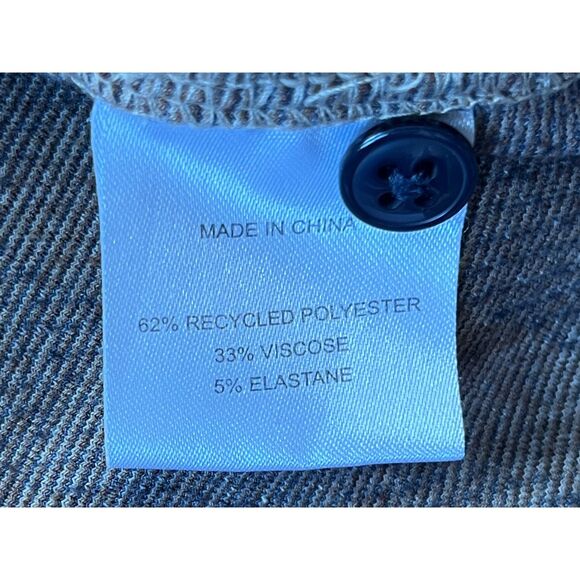 MADE IN CHINA
62% RECYCLED POLYESTER
33% VISCOSE
5% ELASTANE